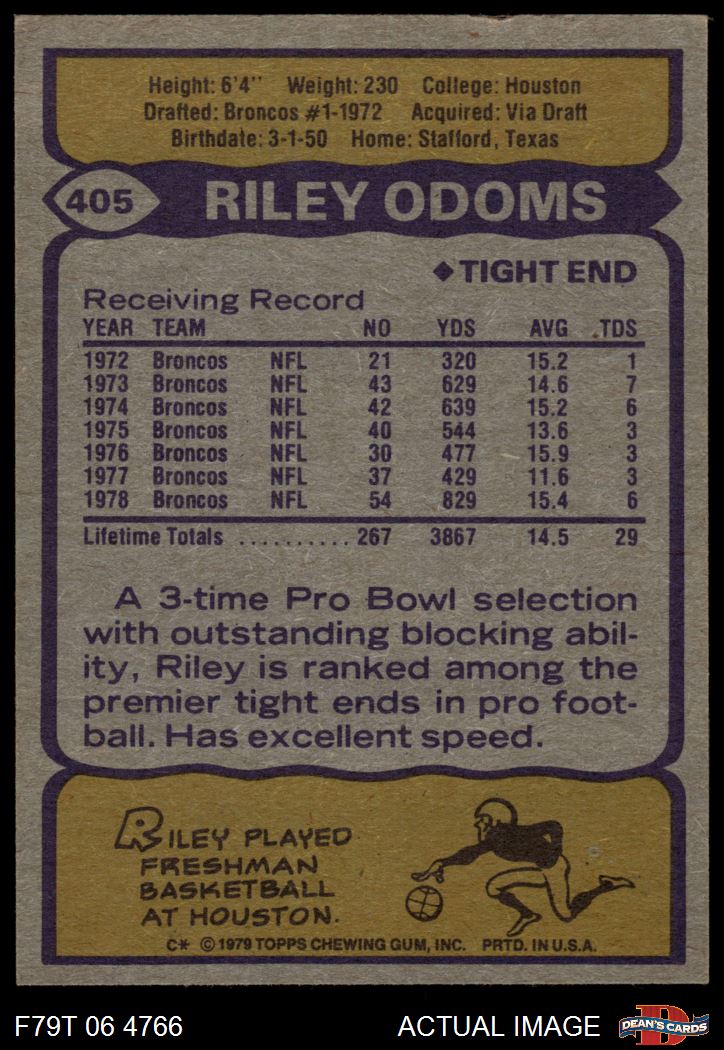 Height: 6'4" Weight: 230 College: Houston
Drafted: Broncos #1-1972 Acquired: Via Draft
Birthdate: 3-1-50 Home: Stafford, Texas
405 RILEY ODOMS
◆TIGHT END
Receiving Record
YEAR TEAM NO YDS AVG TDS
1972 Broncos NFL 21 320 15.2 1
1973 Broncos NFL 43 629 14.6 7
1974 Broncos NFL 42 639 15.2 6
1975 Broncos NFL 40 544 13.6 3
1976 Broncos NFL 30 477 15.9 3
1977 Broncos NFL 37 429 11.6 3
1978 Broncos NFL 54 829 15.4 6
Lifetime Totals .......... 267 3867 14.5 29
A 3-time Pro Bowl selection
with outstanding blocking abil-
ity, Riley is ranked among the
premier tight ends in pro foot-
ball. Has excellent speed.
RILEY PLAYED
FRESHMAN
BASKETBALL
AT HOUSTON.
C* ©1979 TOPPS CHEWING GUM, INC. PRTD. IN U.S.A.
F79T 06 4766 ACTUAL IMAGE D DEAN'S CARDS